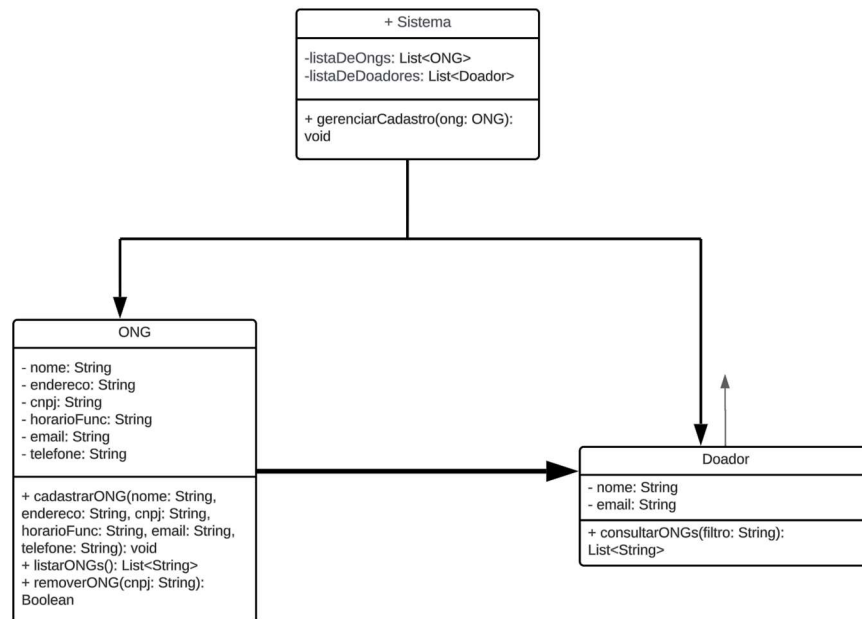 + Sistema
-listaDeOngs: List<ONG>
-listaDeDoadores: List<Doador>
+ gerenciarCadastro(ong: ONG):
void
ONG
- nome: String
- endereco: String
- cnpj: String
- horarioFunc: String
- email: String
- telefone: String
+ cadastrarONG(nome: String,
endereco: String, cnpj: String,
horarioFunc: String, email: String,
telefone: String): void
+ listarONGs(): List<String>
+ removerONG(cnpj: String):
Boolean
Doador
- nome: String
- email: String
+ consultarONGs(filtro: String):
List<String>